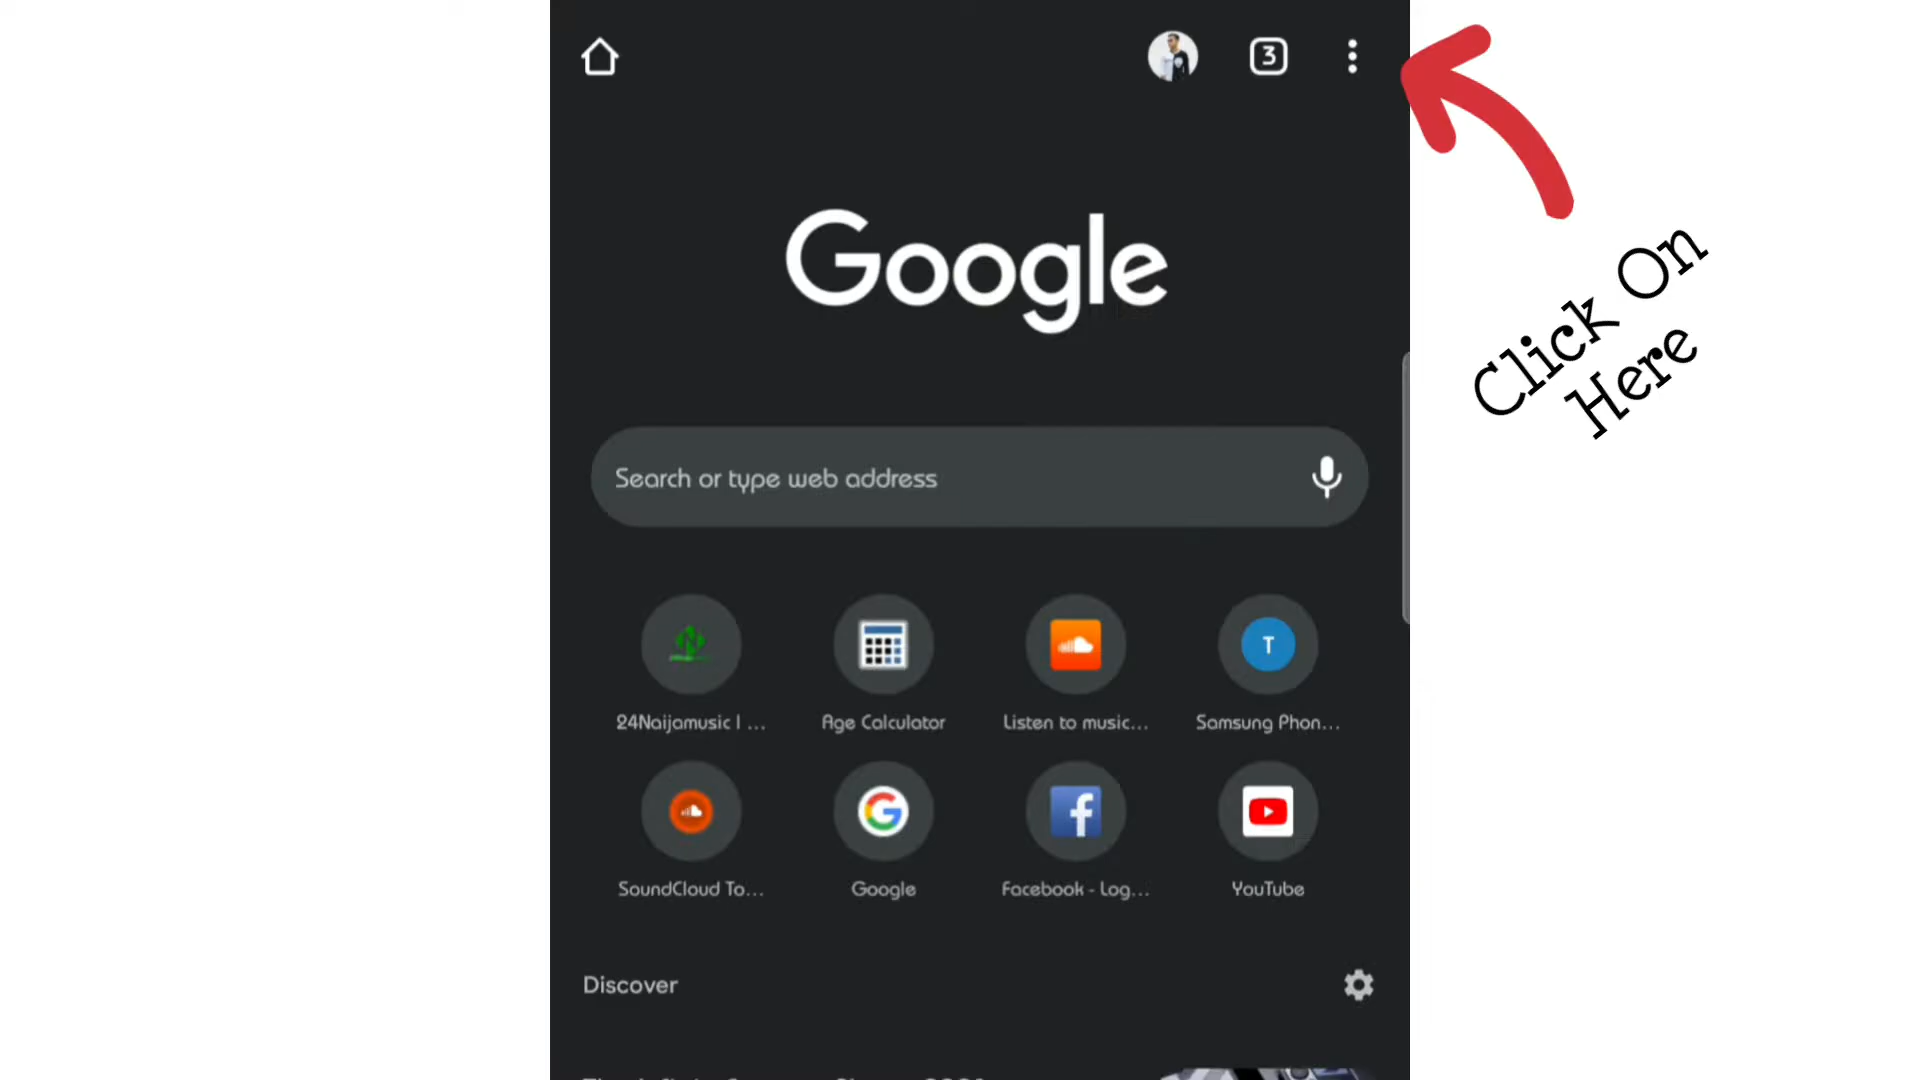 3
Google
Click On
Here
Search or type web address
T
24Naijamusic | ...
Age Calculator
Listen to music...
Samsung Phon...
SoundCloud To...
Google
Facebook - Log...
YouTube
Discover